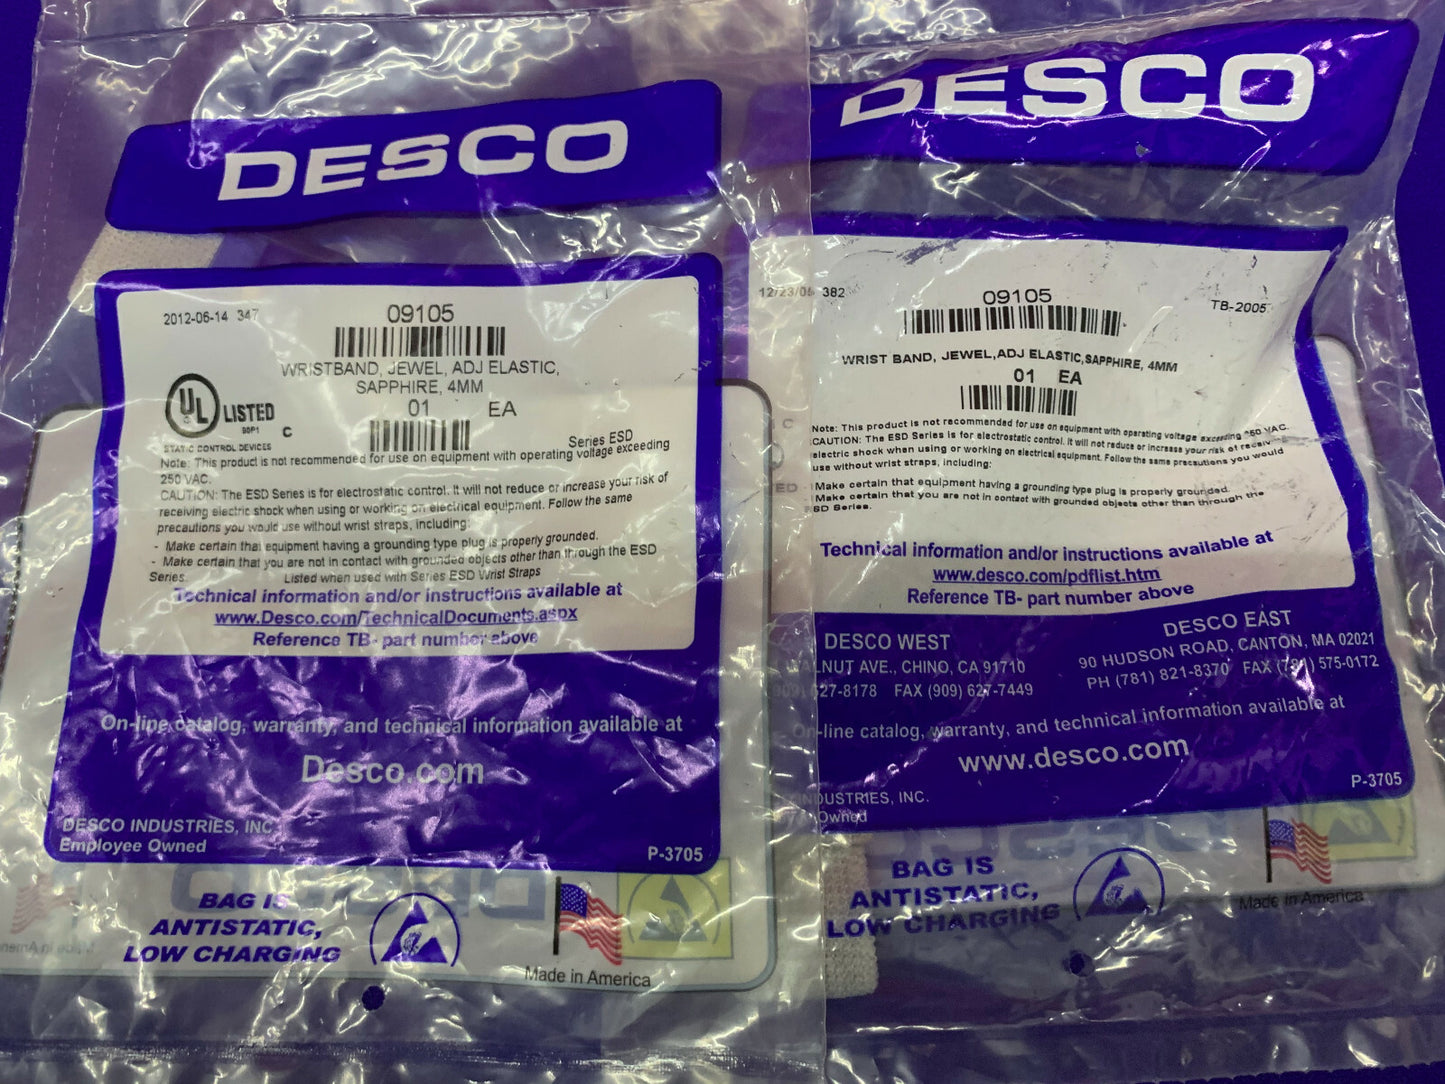 DESCO
2012-06-14 347
09105
WRISTBAND, JEWEL, ADJ ELASTIC,
SAPPHIRE, 4MM
01 EA
UL LISTED
90P1
C
STATIC CONTROL DEVICES
Series ESD
Note: This product is not recommended for use on equipment with operating voltage exceeding
250 VAC.
CAUTION: The ESD Series is for electrostatic control. It will not reduce or increase your risk of
receiving electric shock when using or working on electrical equipment. Follow the same
precautions you would use without wrist straps, including:
- Make certain that equipment having a grounding type plug is properly grounded.
- Make certain that you are not in contact with grounded objects other than through the ESD
Series. Listed when used with Series ESD Wrist Straps
Technical information and/or instructions available at
www.Desco.com/TechnicalDocuments.aspx
Reference TB- part number above
On-line catalog, warranty, and technical information available at
Desco.com
DESCO INDUSTRIES, INC
Employee Owned
P-3705
BAG IS
ANTISTATIC,
LOW CHARGING
Made in America
DESCO
12/23/05 382
09105
TB-2005
WRIST BAND, JEWEL,ADJ ELASTIC,SAPPHIRE, 4MM
01 EA
Note: This product is not recommended for use on equipment with operating voltage exceeding 250 VAC.
CAUTION: The ESD Series is for electrostatic control. It will not reduce or increase your risk of receiving
electric shock when using or working on electrical equipment. Follow the same precautions you would
use without wrist straps, including:
Make certain that equipment having a grounding type plug is properly grounded.
Make certain that you are not in contact with grounded objects other than through the
ESD Series.
Technical information and/or instructions available at
www.desco.com/pdflist.htm
Reference TB- part number above
DESCO WEST
WALNUT AVE., CHINO, CA 91710
(909) 627-8178 FAX (909) 627-7449
DESCO EAST
90 HUDSON ROAD, CANTON, MA 02021
PH (781) 821-8370 FAX (781) 575-0172
On-line catalog, warranty, and technical information available at
www.desco.com
INDUSTRIES, INC.
Owned
P-3705
BAG IS
ANTISTATIC,
LOW CHARGING
Made in America